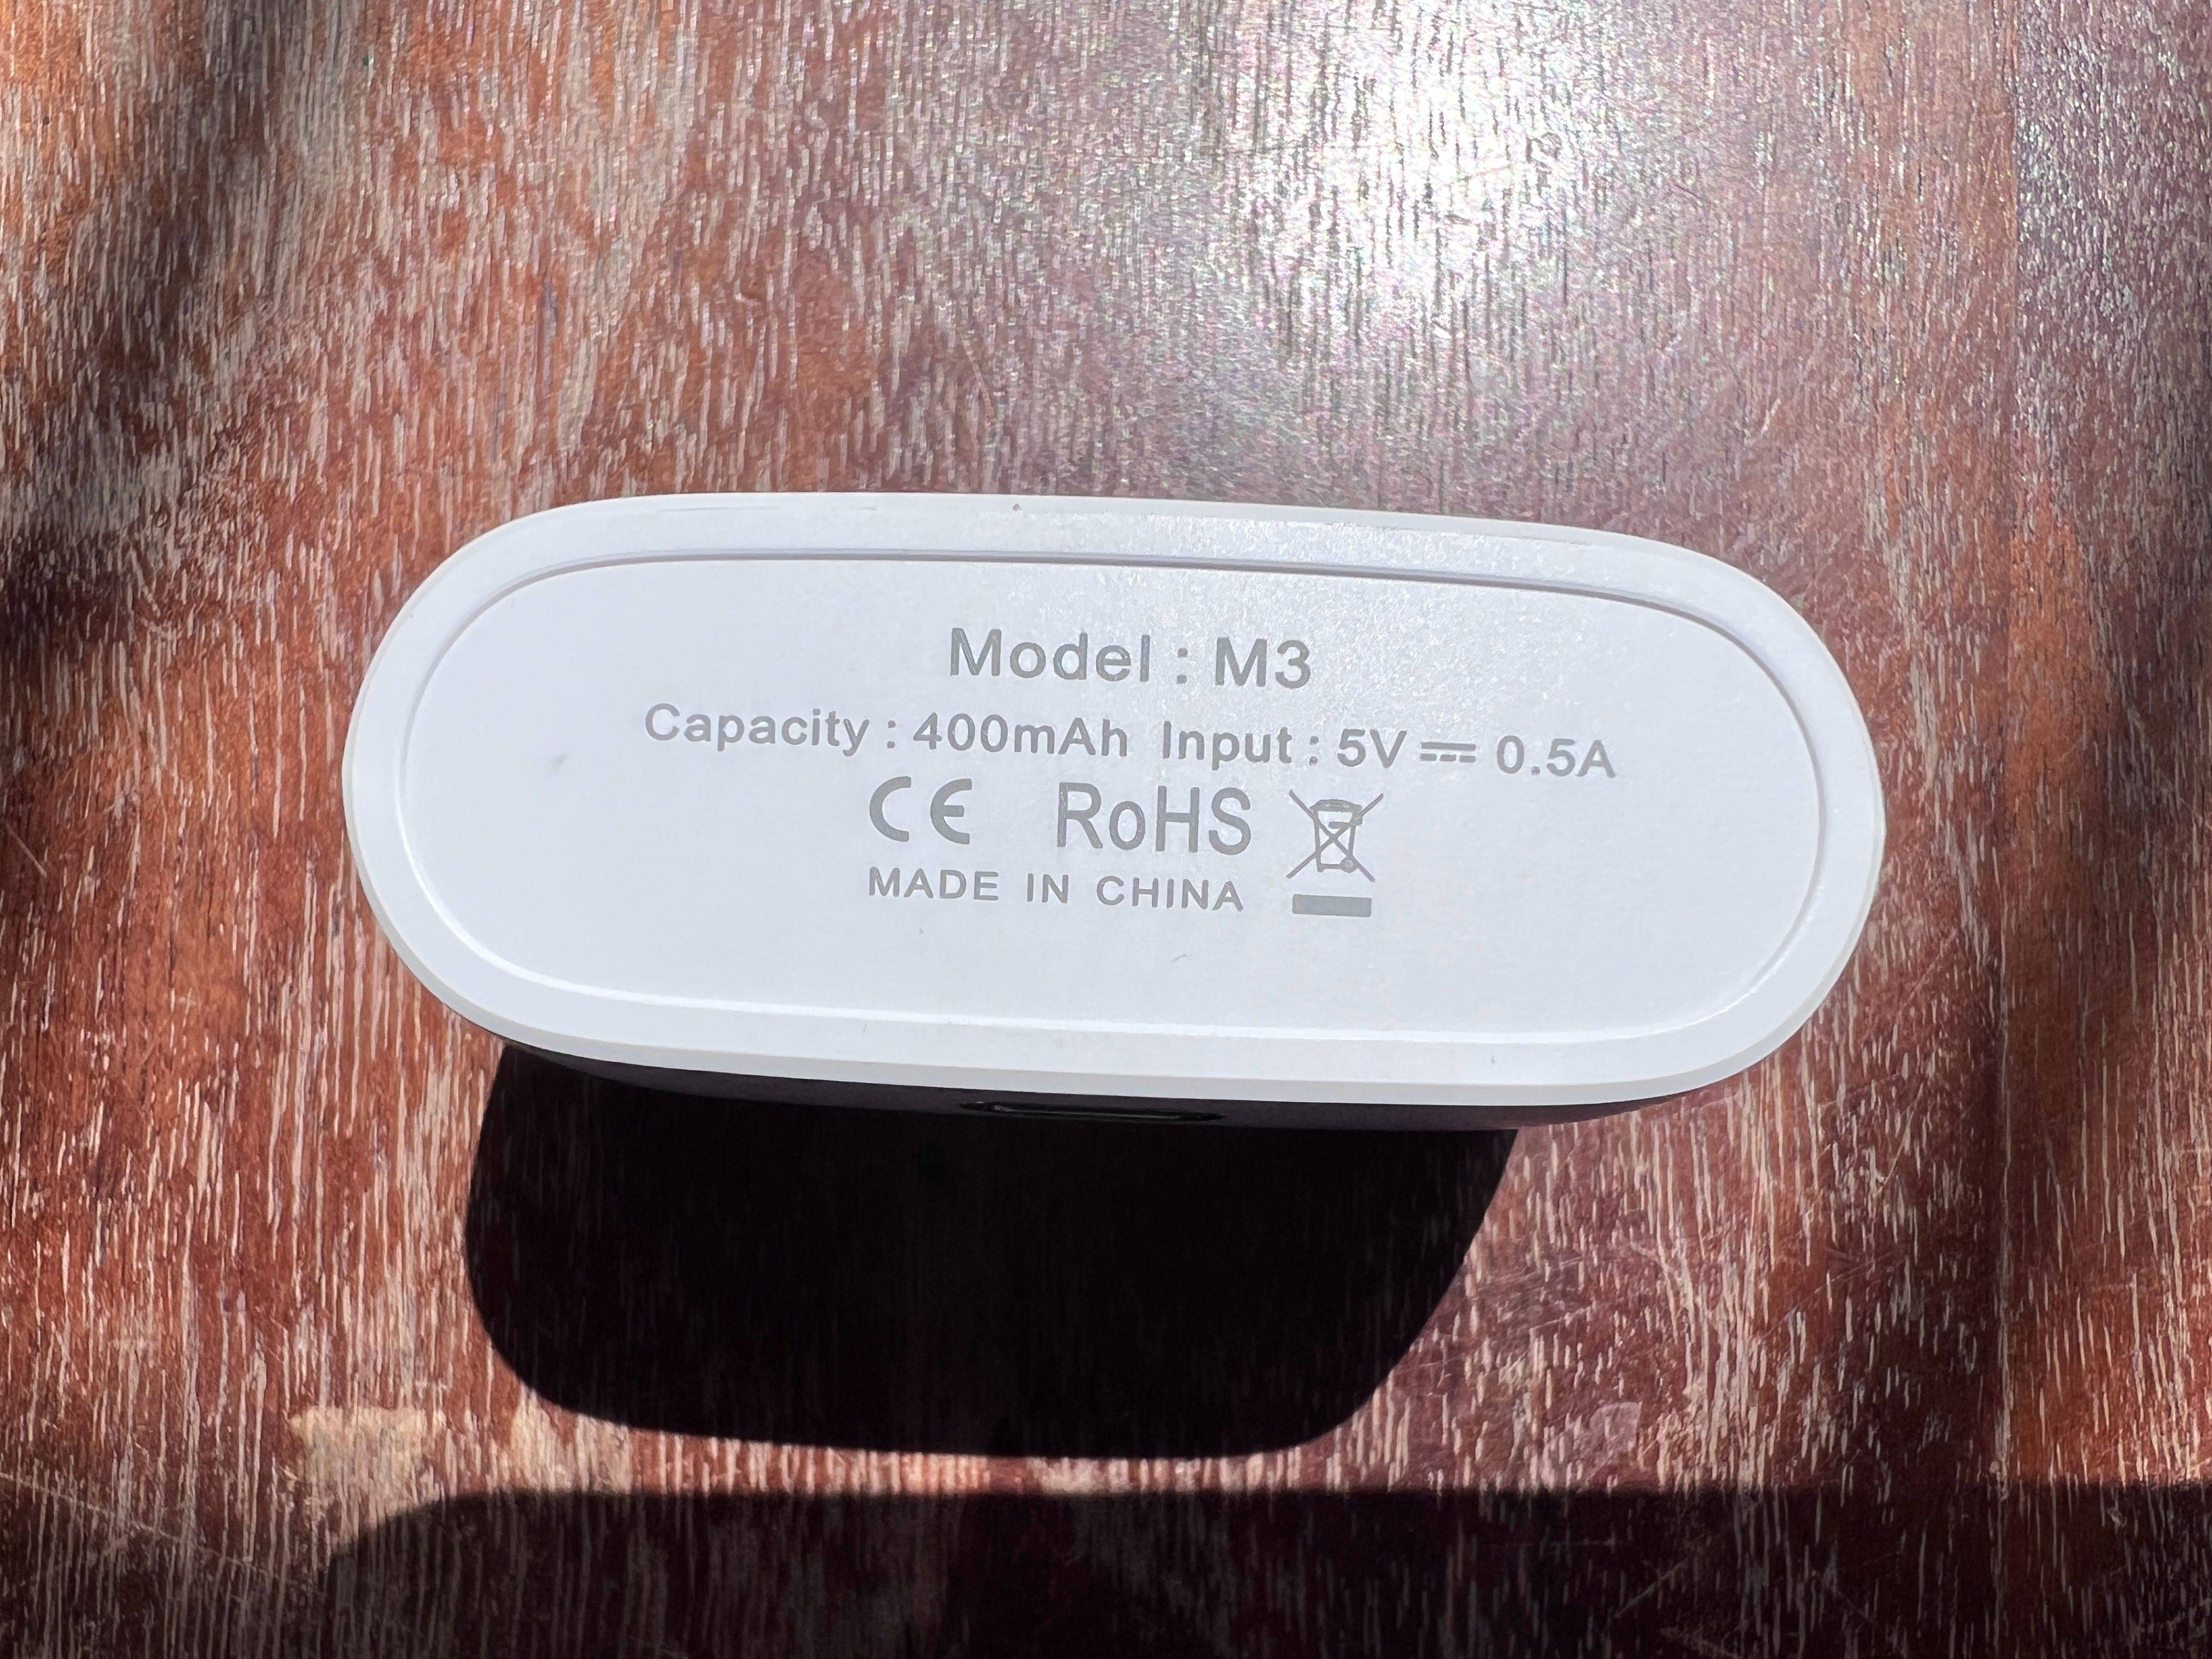 Model : M3
Capacity : 400mAh Input : 5V⎓0.5A
CE RoHS
MADE IN CHINA